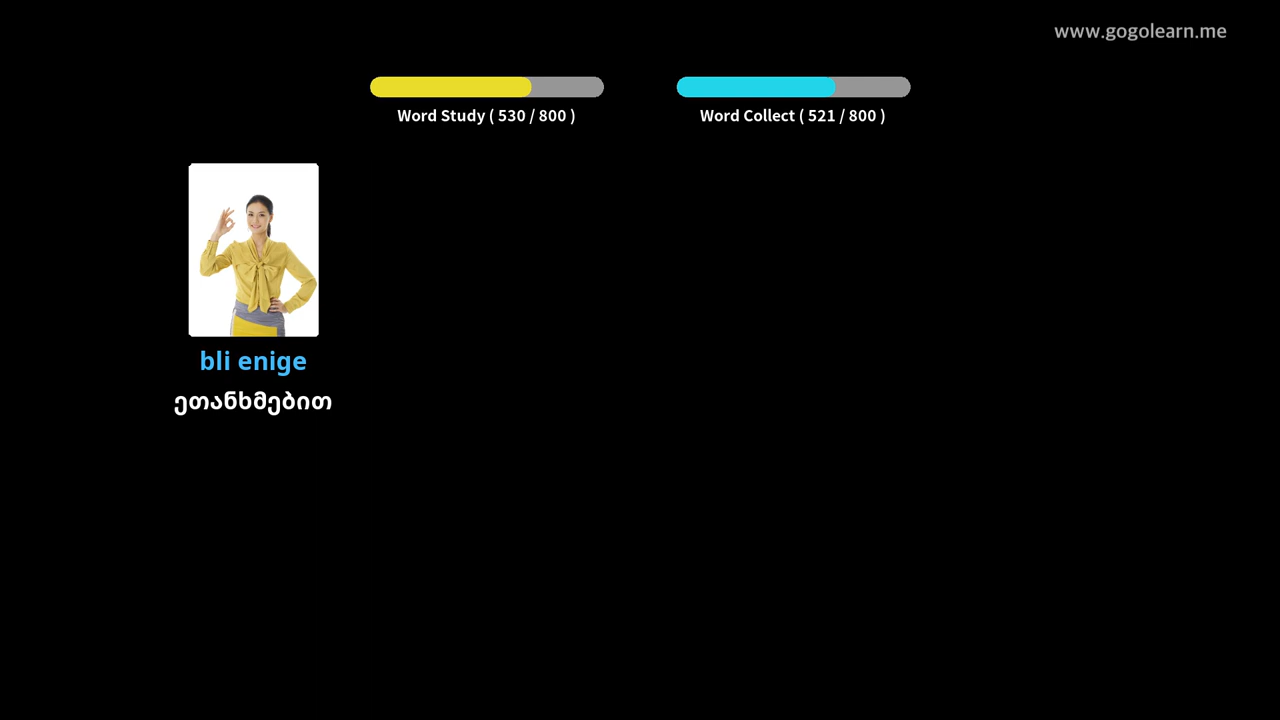 www.gogolearn.me
Word Study ( 530 / 800 )
Word Collect ( 521 / 800 )
bli enige
ეთანხმებით